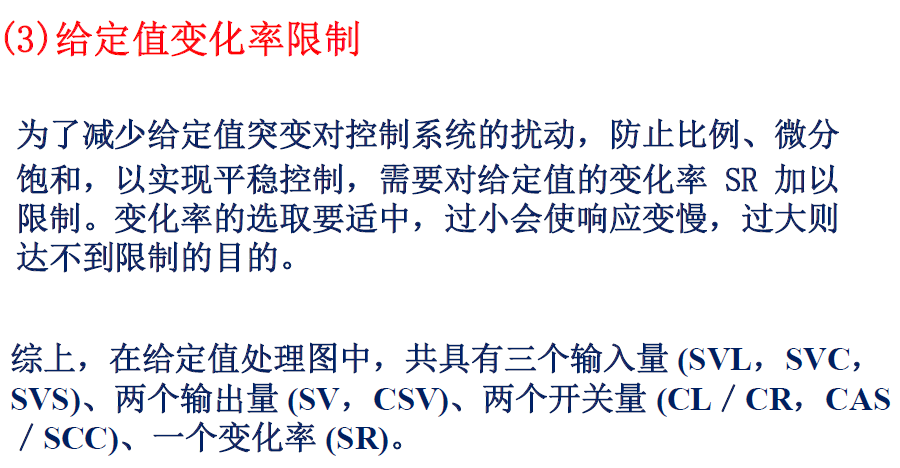 (3)给定值变化率限制
为了减少给定值突变对控制系统的扰动，防止比例、微分
饱和，以实现平稳控制，需要对给定值的变化率 SR 加以
限制。变化率的选取要适中，过小会使响应变慢，过大则
达不到限制的目的。
综上，在给定值处理图中，共具有三个输入量 (SVL，SVC，
SVS)、两个输出量 (SV，CSV)、两个开关量 (CL／CR，CAS
／SCC)、一个变化率 (SR)。